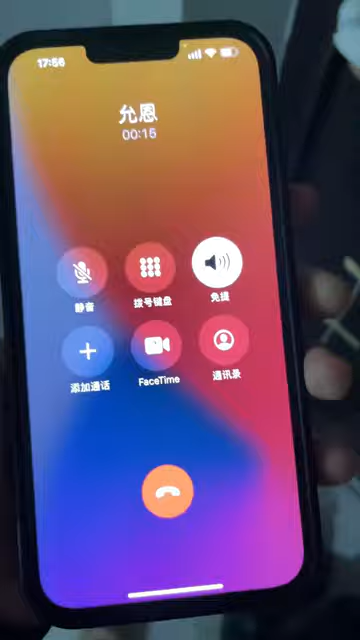 17:56
允恩
00:15
静音
拨号键盘
免提
添加通话
FaceTime
通讯录